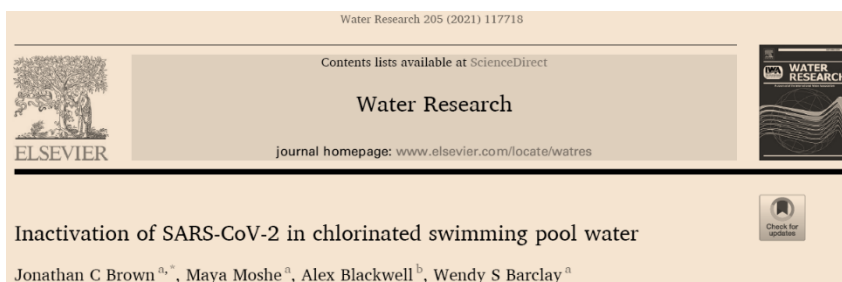 Water Research 205 (2021) 117718
Contents lists available at ScienceDirect
Water Research
journal homepage: www.elsevier.com/locate/watres
ELSEVIER
IWA
WATER
RESEARCH
Check for
updates
Inactivation of SARS-CoV-2 in chlorinated swimming pool water
Jonathan C Brown a,*, Maya Moshe a, Alex Blackwell b, Wendy S Barclay a